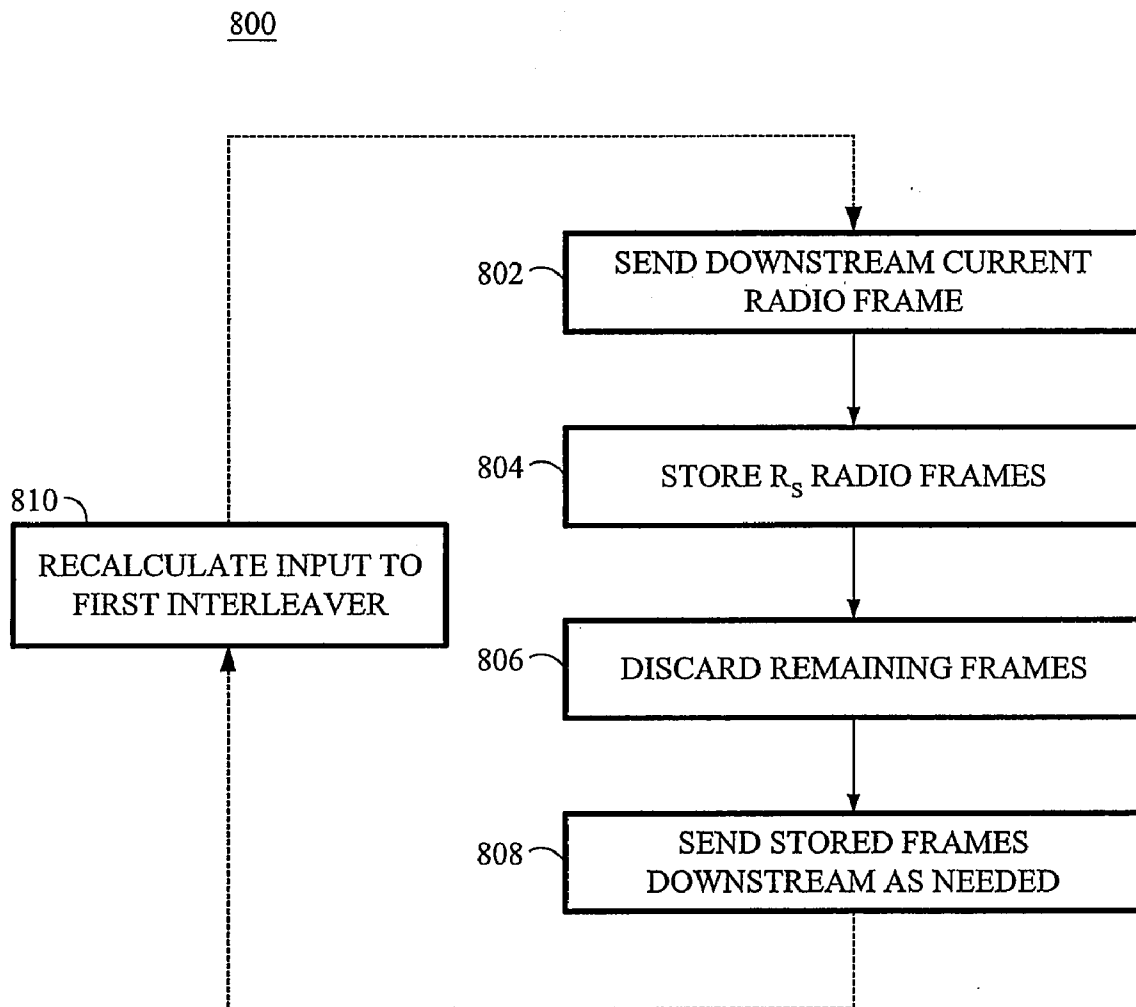 800
802
SEND DOWNSTREAM CURRENT
RADIO FRAME
804
STORE R_S RADIO FRAMES
810
RECALCULATE INPUT TO
FIRST INTERLEAVER
806
DISCARD REMAINING FRAMES
808
SEND STORED FRAMES
DOWNSTREAM AS NEEDED